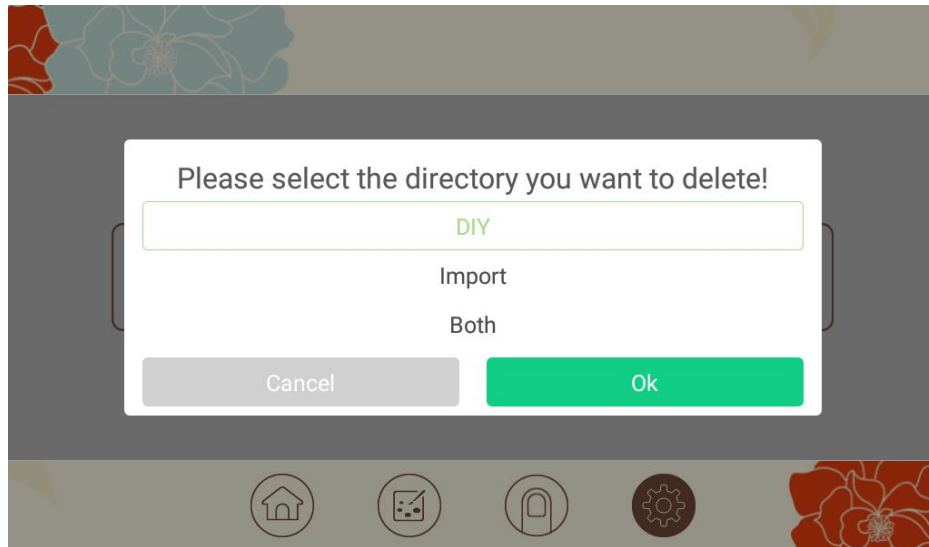 Please select the directory you want to delete!
DIY
Import
Both
Cancel
Ok